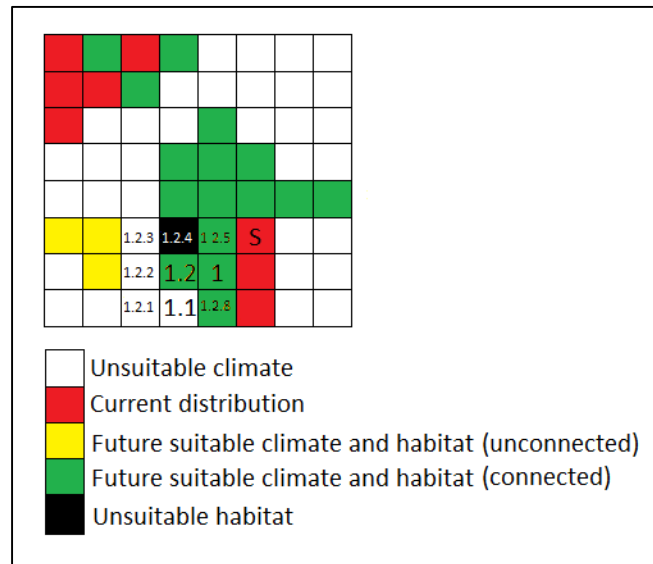 1.2.3 1.2.4 1.2.5 S
1.2.2 1.2 1
1.2.1 1.1 1.2.8
Unsuitable climate
Current distribution
Future suitable climate and habitat (unconnected)
Future suitable climate and habitat (connected)
Unsuitable habitat